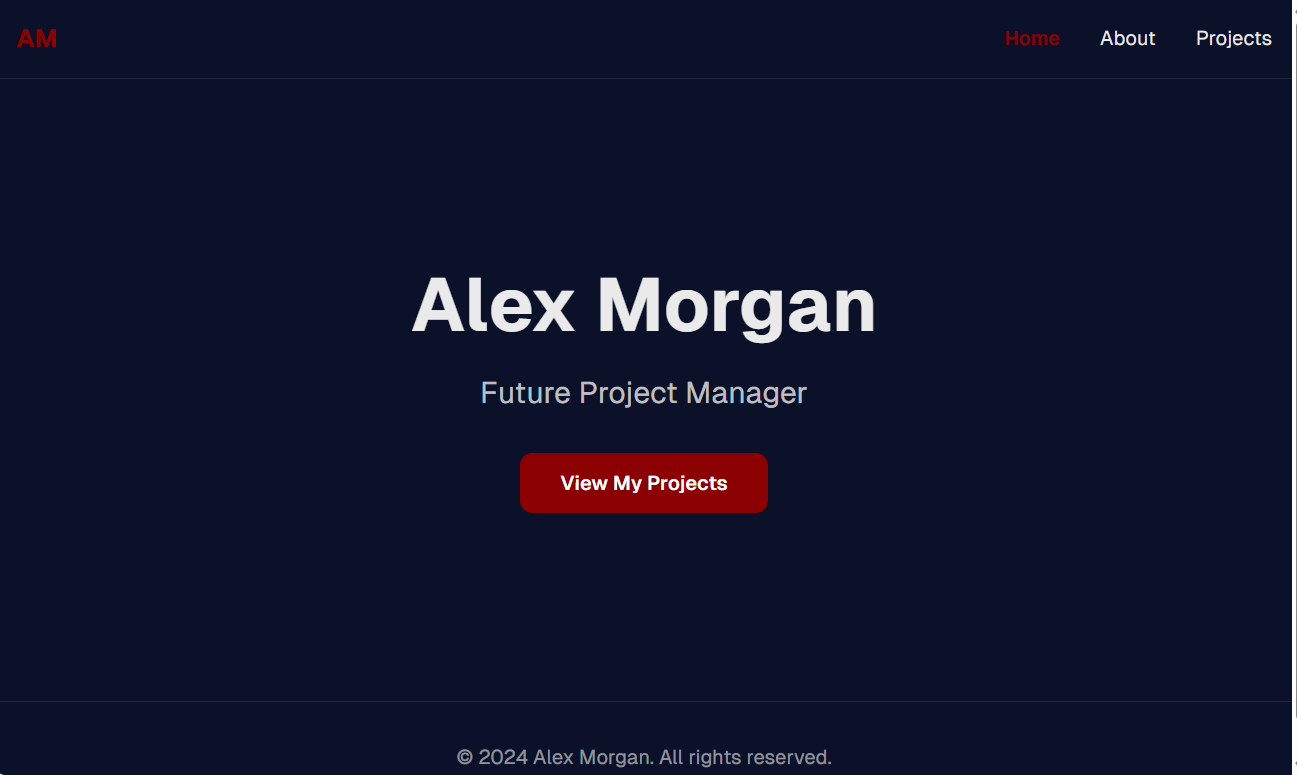 AM
Home About Projects
Alex Morgan
Future Project Manager
View My Projects
© 2024 Alex Morgan. All rights reserved.